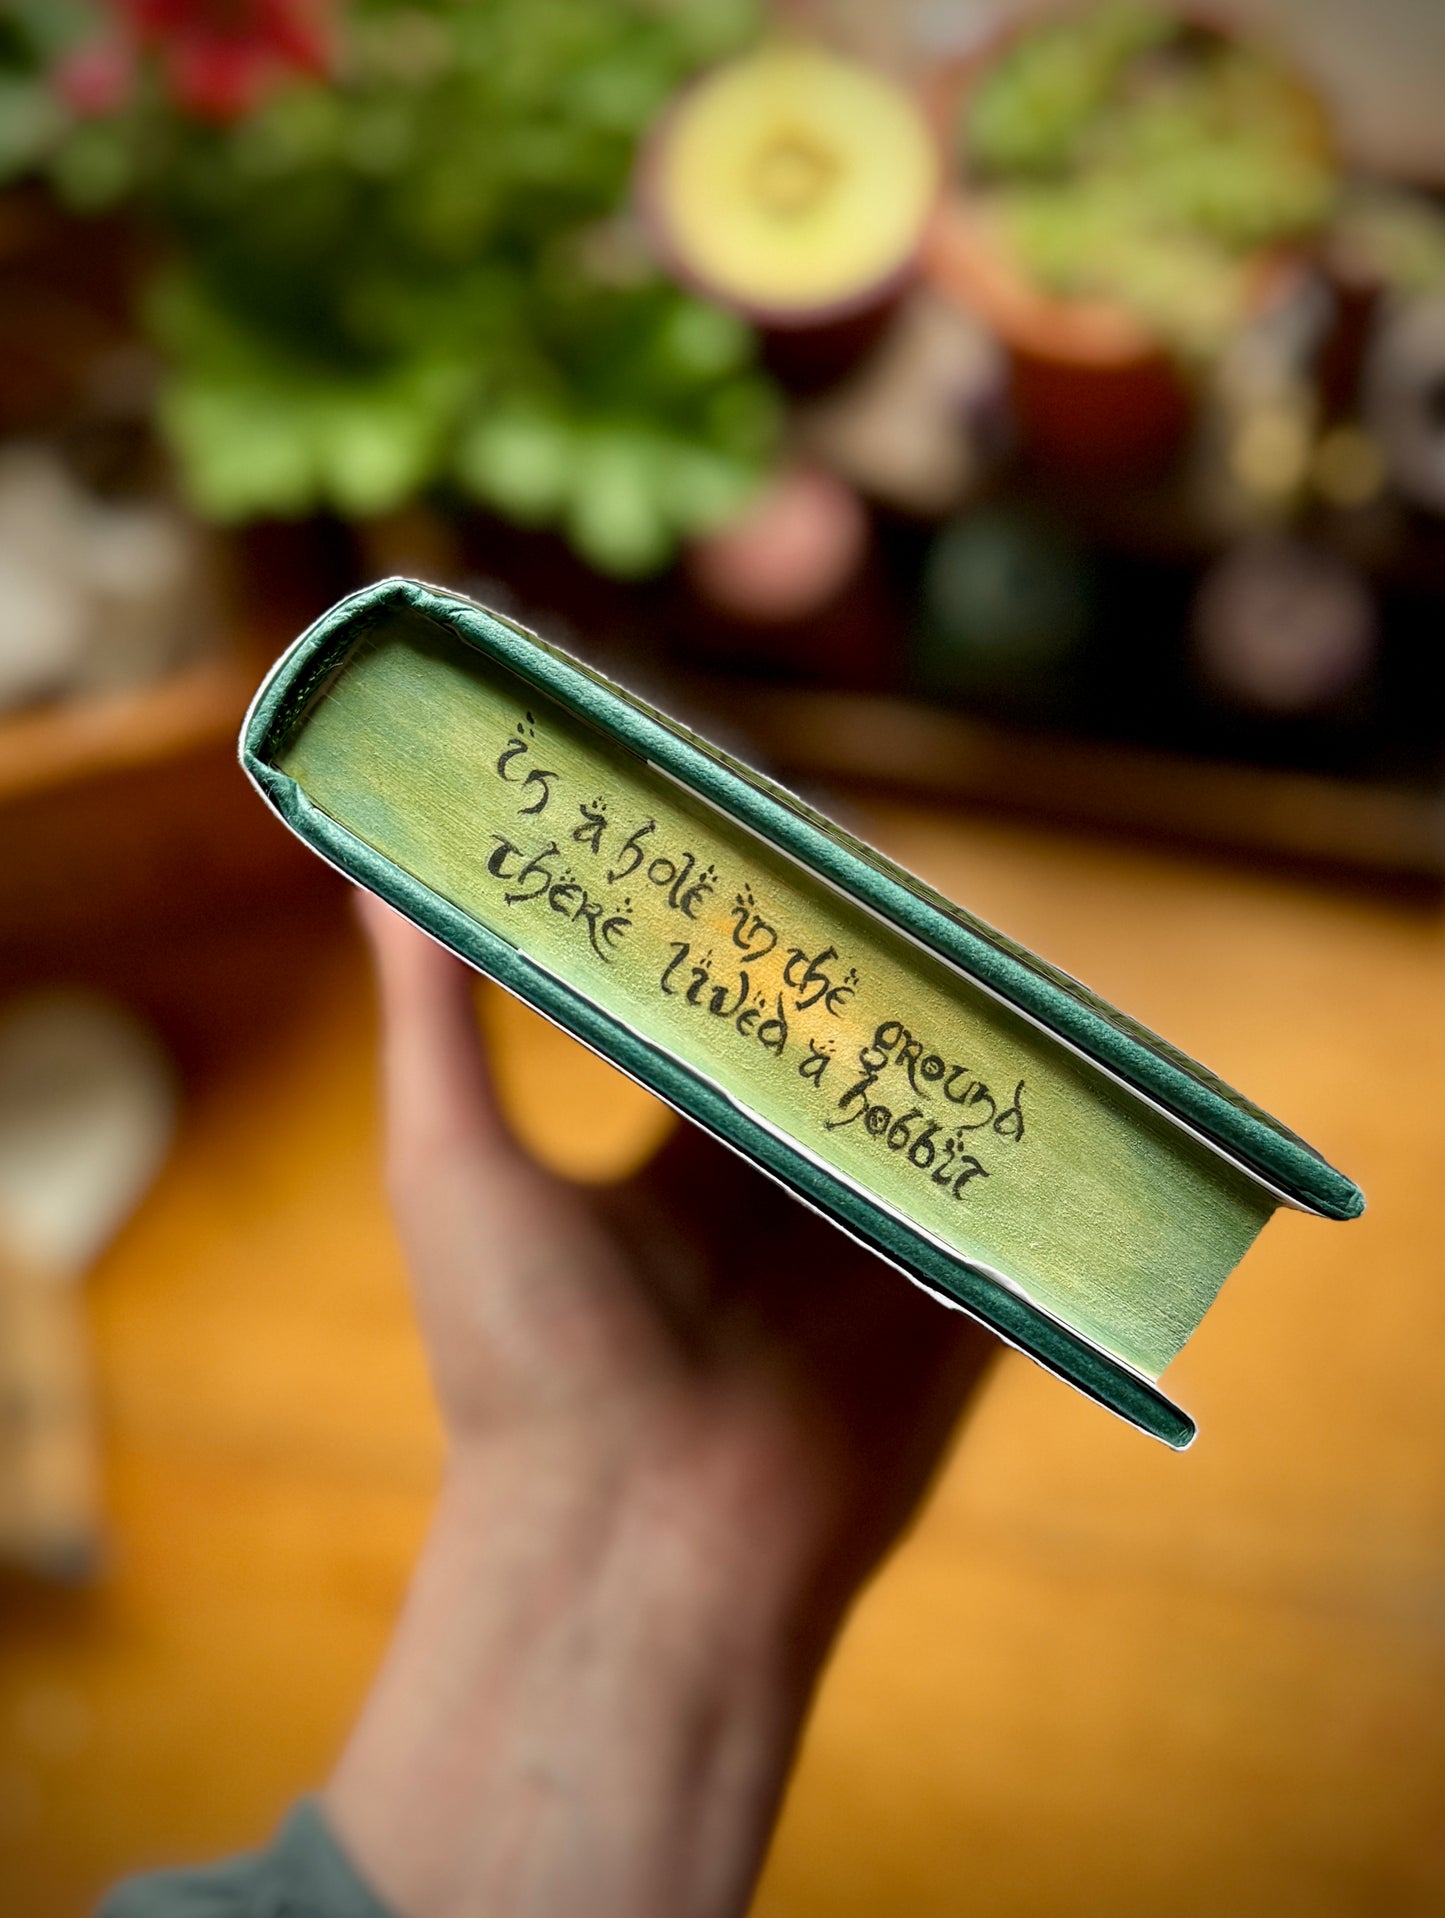 in a hole in the ground
there lived a hobbit